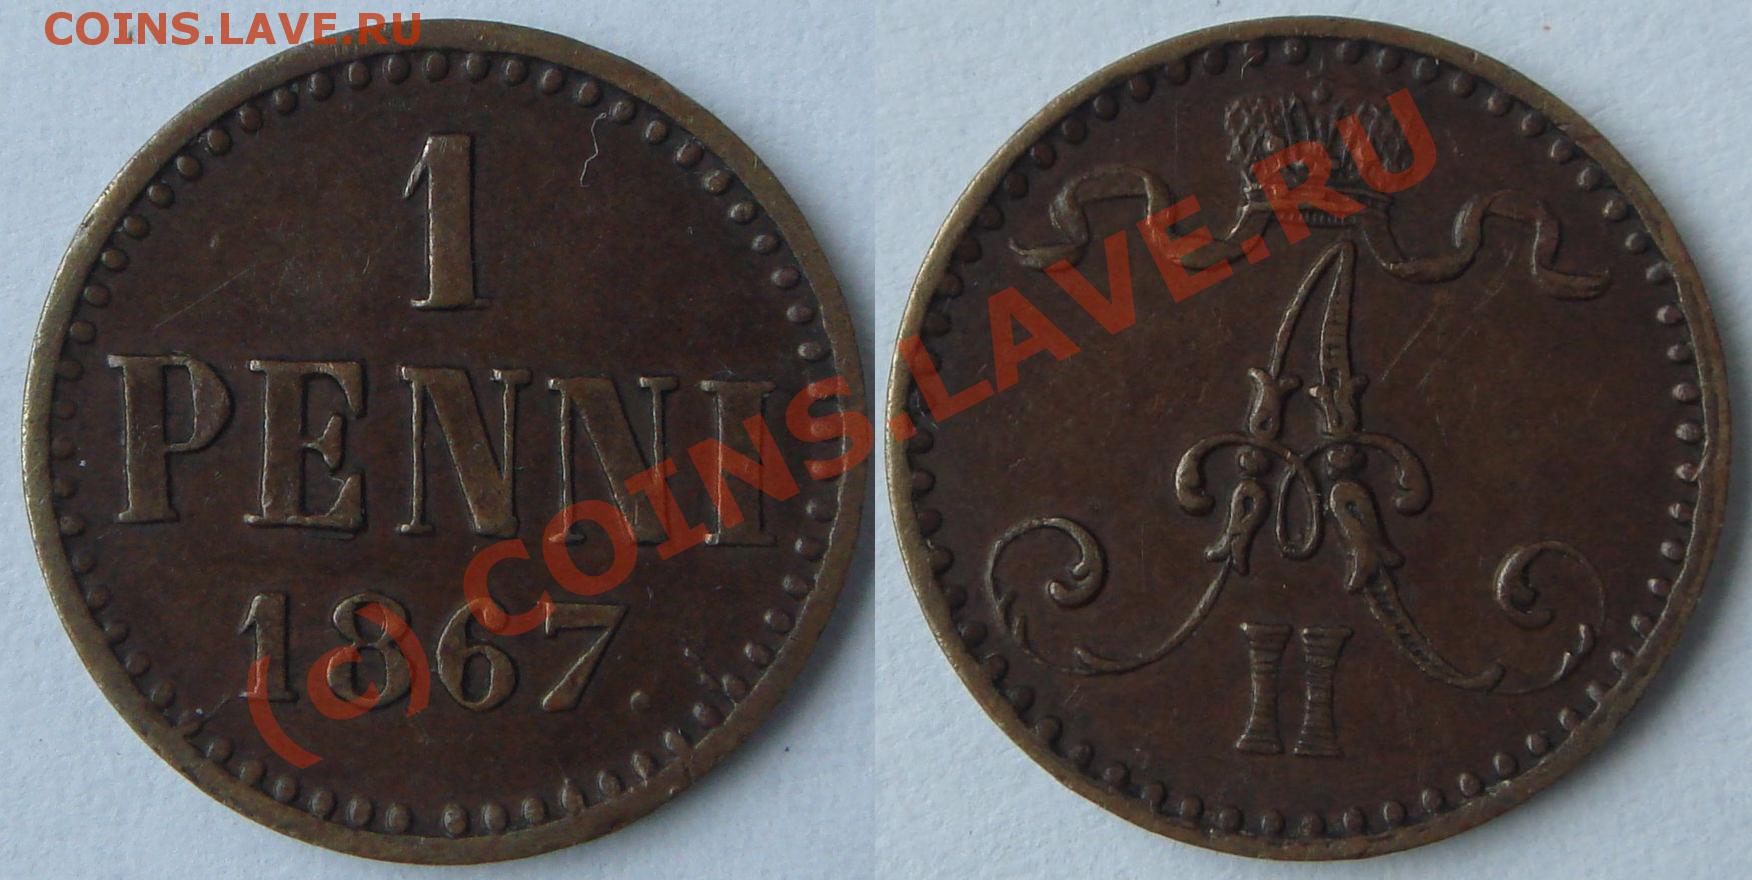 COINS.LAVE.RU
1
PENNI
1867.
A
II
(c) COINS.LAVE.RU